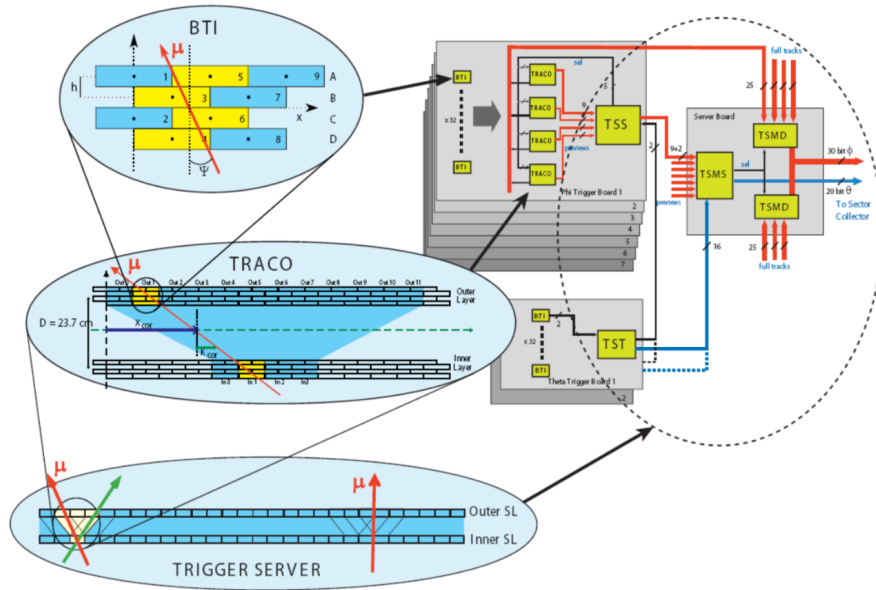 BTI
μ
1
5
9
A
h
3
7
B
x
2
6
C
4
8
D
Ψ
BTI
x 32
BTI
TRACO
TRACO
TRACO
TRACO
sel
5
9
previews
TSS
2
Phi Trigger Board 1
2
3
4
5
6
7
full tracks
25
Server Board
TSMD
9+2
TSMS
sel
previews
TSMD
30 bit ϕ
20 bit θ
To Sector
Collector
16
25
full tracks
TRACO
μ
Out 1 Out 2 Out 3 Out 4 Out 5 Out 6 Out 7 Out 8 Out 9 Out 10 Out 11
Outer
Layer
D = 23.7 cm
X cor
K cor
Inner
Layer
In 0 In 1 In 2 In 3
BTI
2
x 32
BTI
TST
Theta Trigger Board 1
2
μ
μ
Outer SL
Inner SL
TRIGGER SERVER